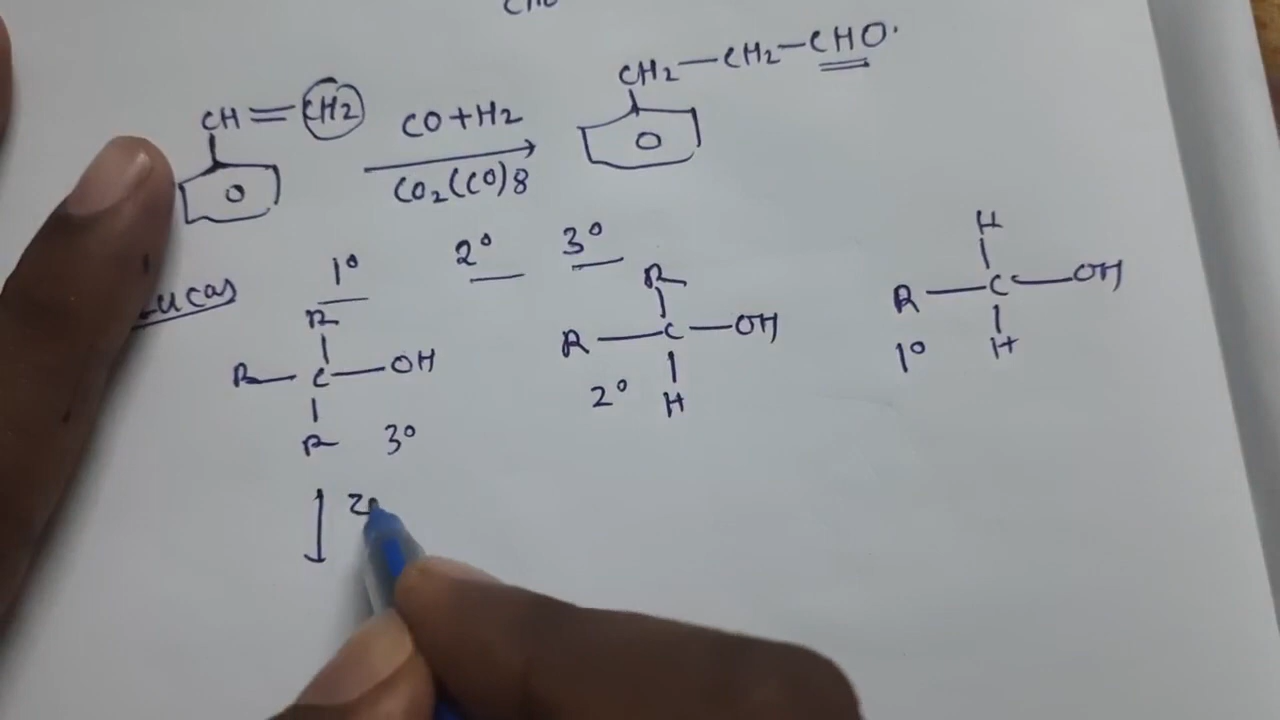 CH=CH2
CO+H2
Co2(CO)8
CH2-CH2-CHO.
O
O
Lucas
1° 2° 3°
R
R-C-OH
R
3°
R
R-C-OH
H
2°
H
R-C-OH
H
1°